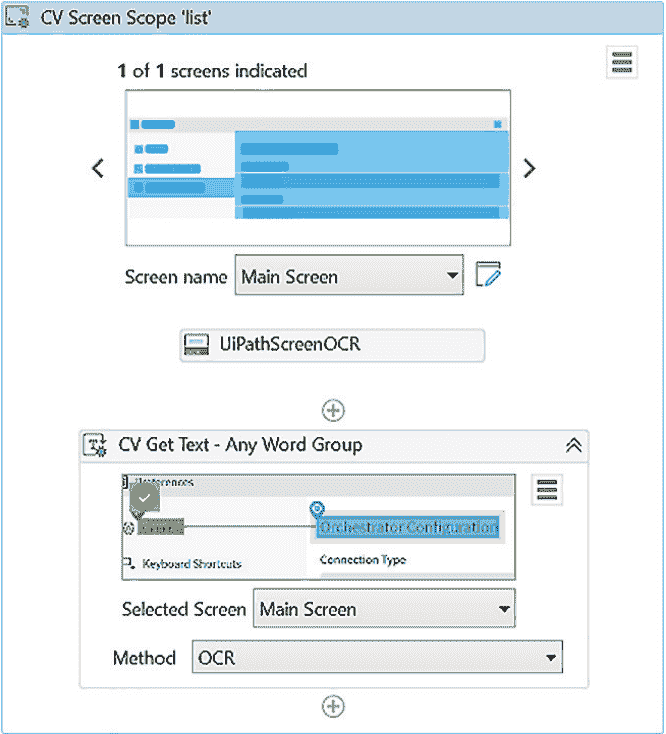 CV Screen Scope 'list'
1 of 1 screens indicated
Screen name Main Screen
UiPathScreenOCR
CV Get Text - Any Word Group
Orchestrator Configuration
Keyboard Shortcuts
Connection Type
Selected Screen Main Screen
Method OCR